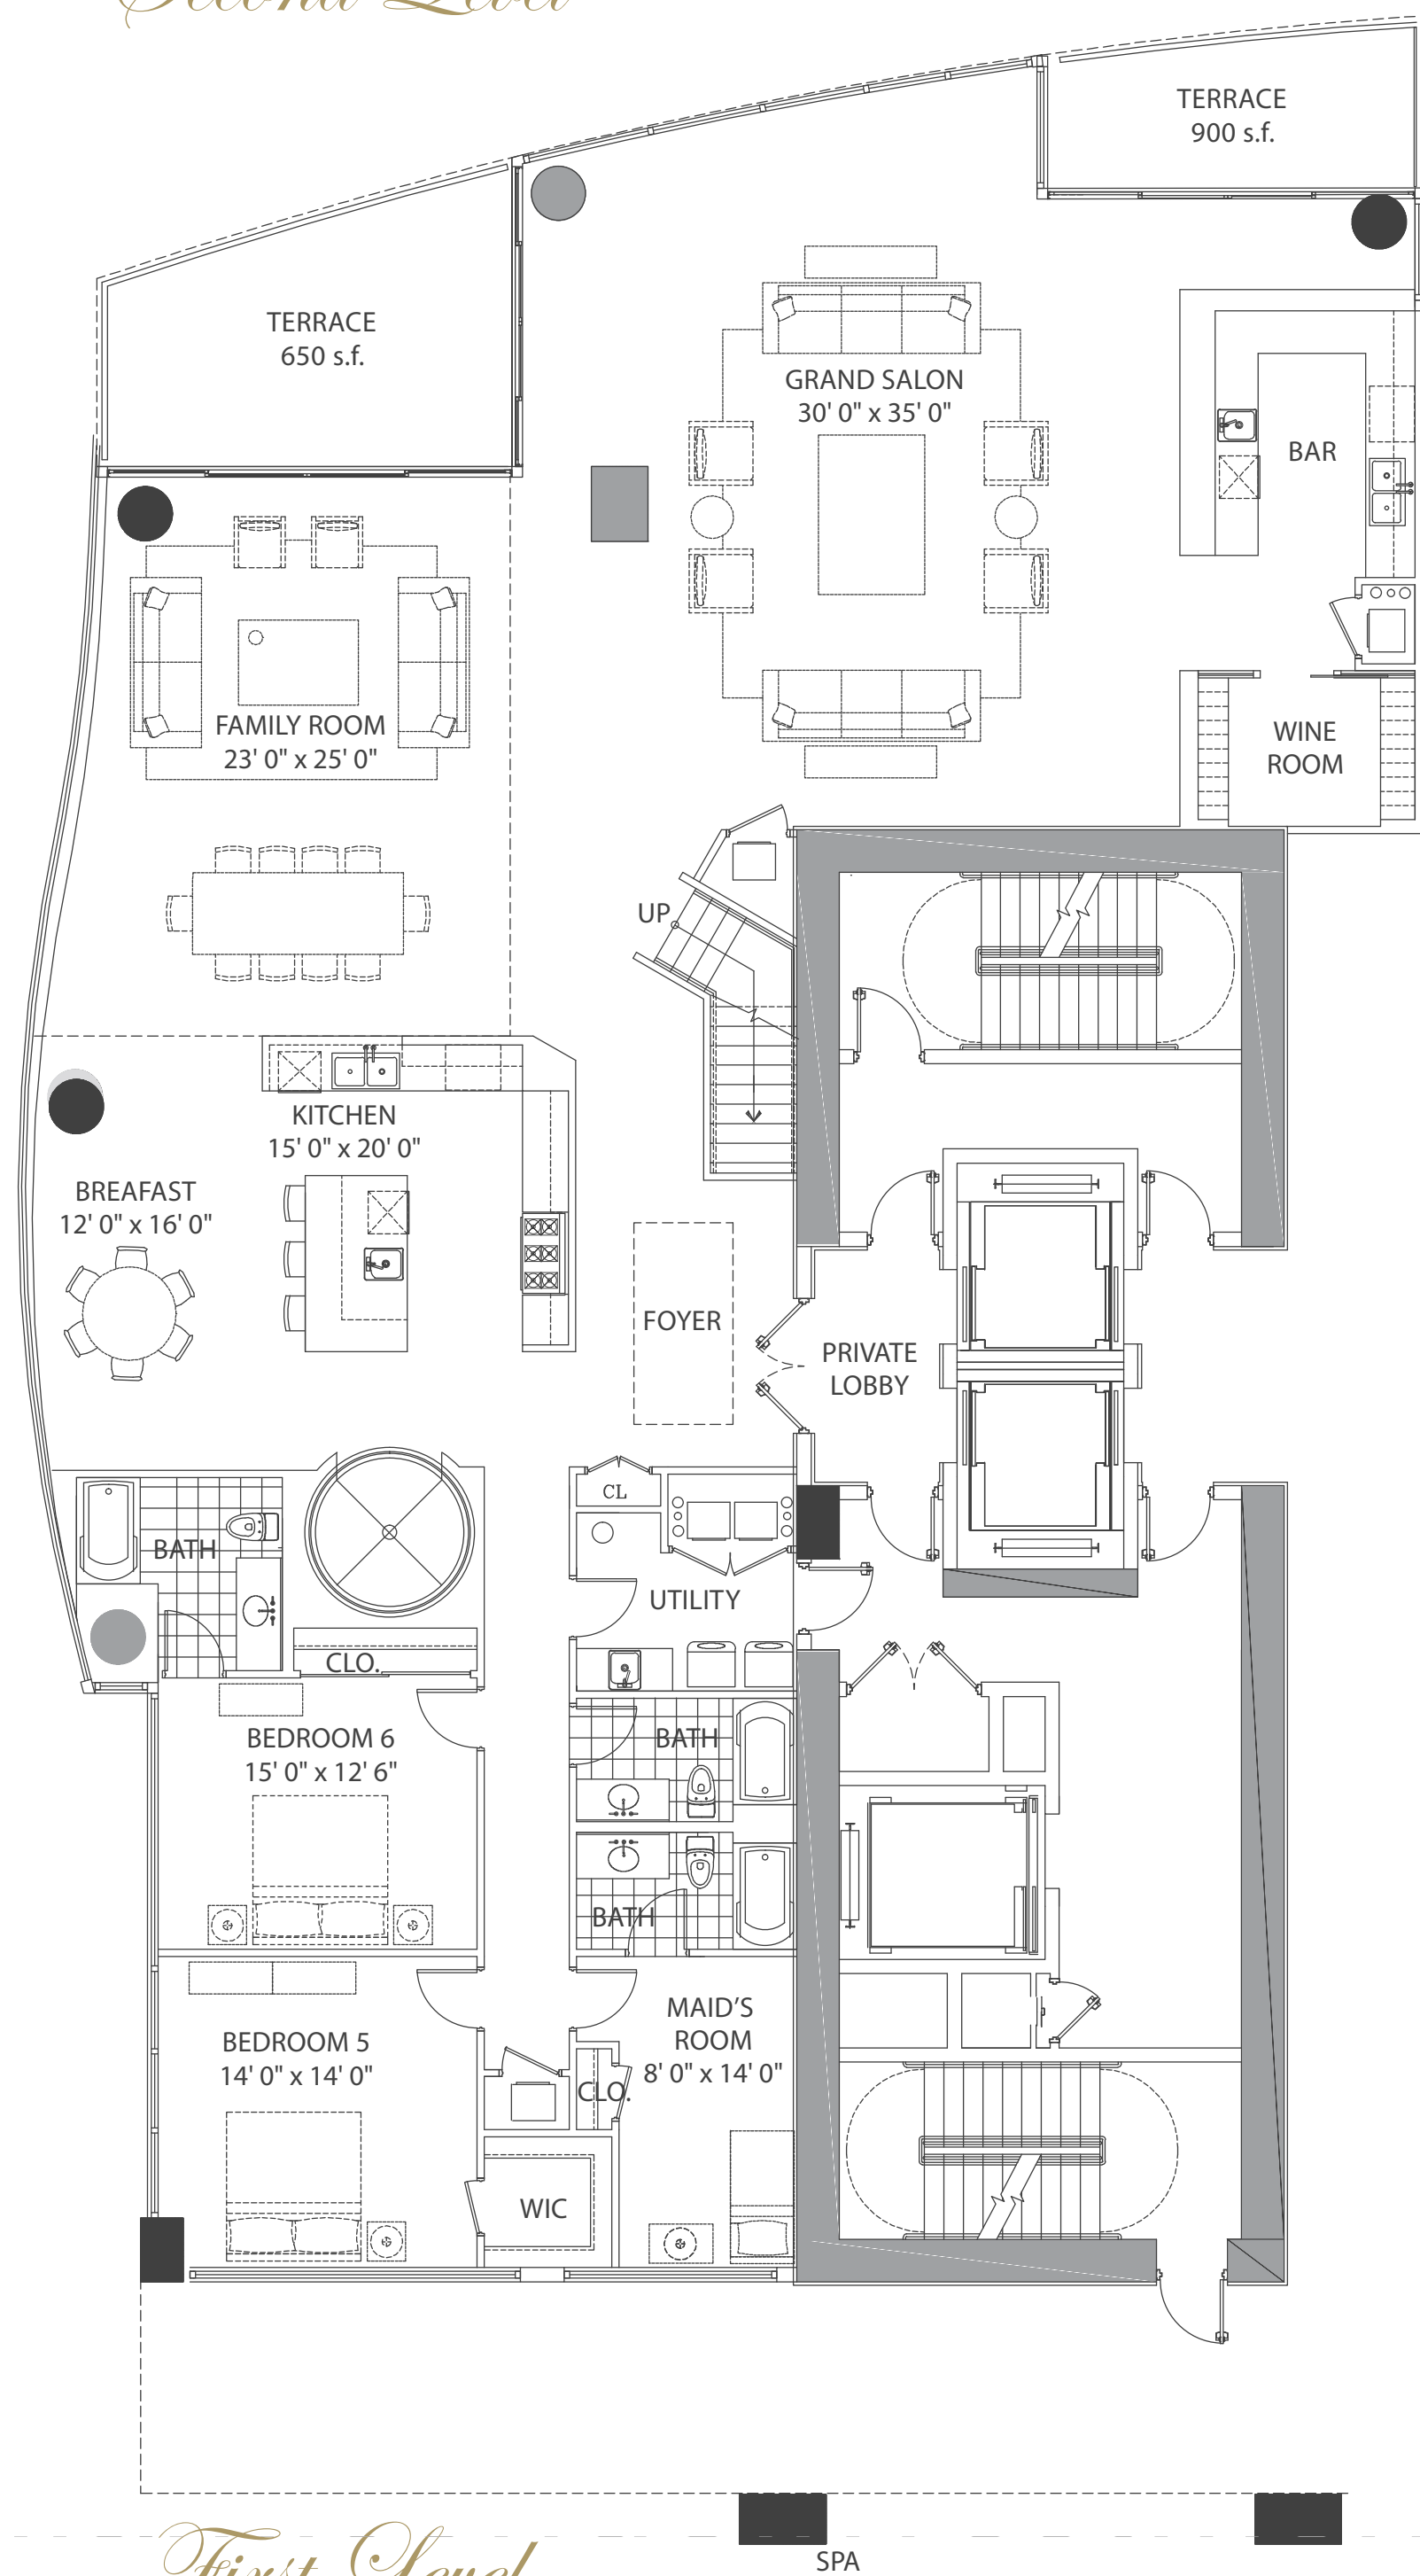 Second Level
TERRACE
900 s.f.
TERRACE
650 s.f.
GRAND SALON
30' 0" x 35' 0"
BAR
FAMILY ROOM
23' 0" x 25' 0"
WINE
ROOM
UP
KITCHEN
15' 0" x 20' 0"
BREAFAST
12' 0" x 16' 0"
FOYER
PRIVATE
LOBBY
CL
BATH
UTILITY
CLO.
BEDROOM 6
15' 0" x 12' 6"
BATH
BATH
MAID'S
ROOM
8' 0" x 14' 0"
BEDROOM 5
14' 0" x 14' 0"
CLO.
WIC
First Level
SPA